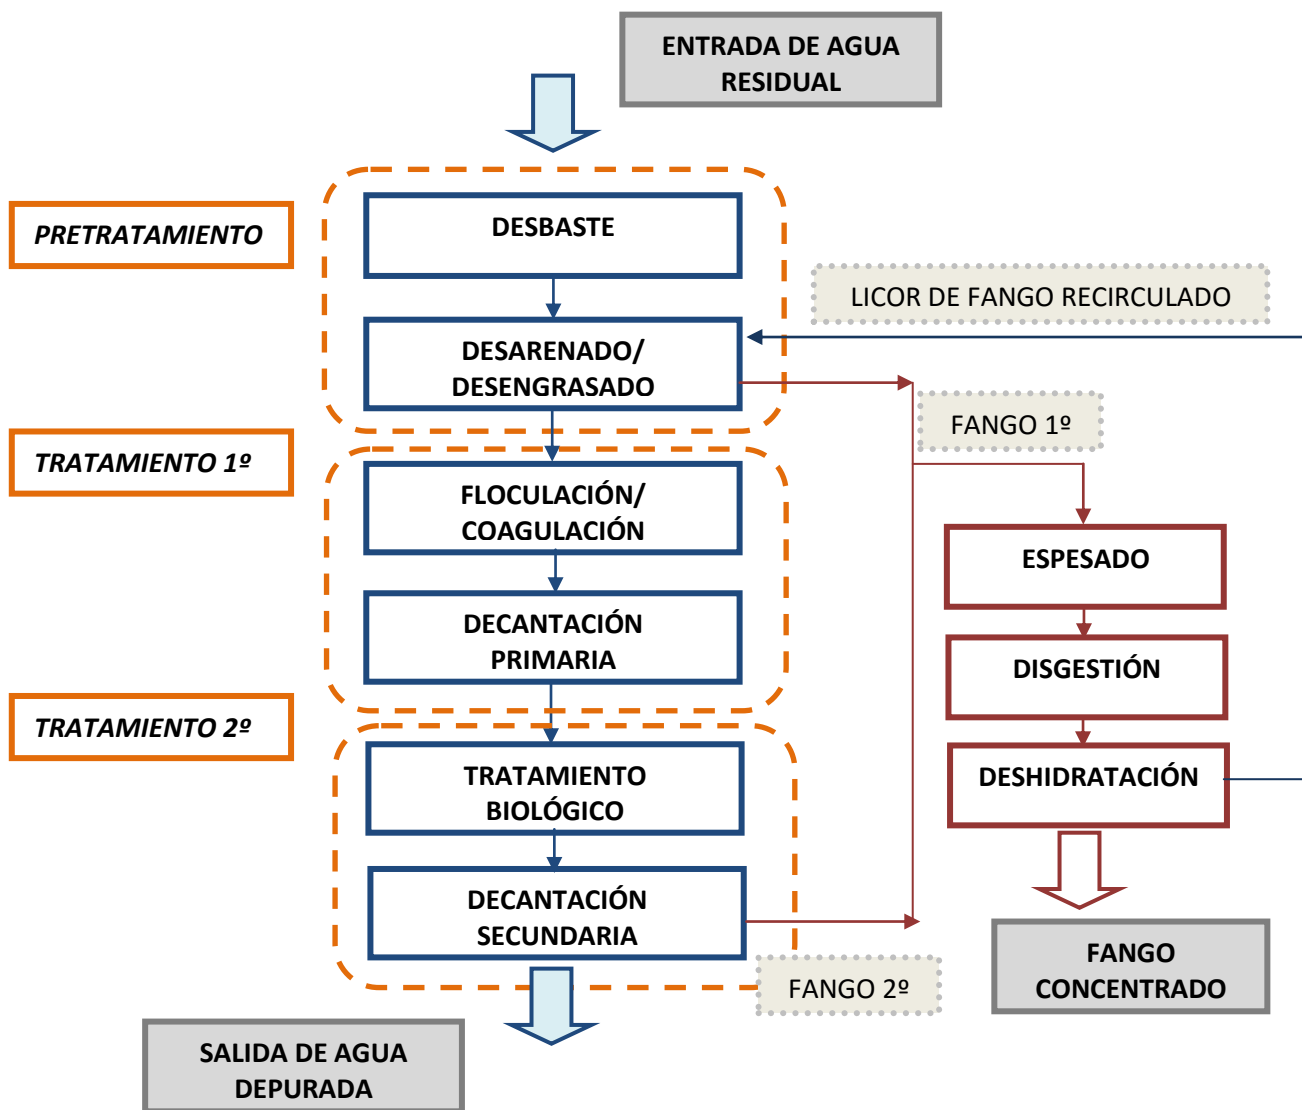 ENTRADA DE AGUA
RESIDUAL
PRETRATAMIENTO
DESBASTE
LICOR DE FANGO RECIRCULADO
DESARENADO/
DESENGRASADO
FANGO 1º
TRATAMIENTO 1º
FLOCULACIÓN/
COAGULACIÓN
ESPESADO
DECANTACIÓN
PRIMARIA
DISGESTIÓN
TRATAMIENTO 2º
TRATAMIENTO
BIOLÓGICO
DESHIDRATACIÓN
DECANTACIÓN
SECUNDARIA
FANGO 2º
FANGO
CONCENTRADO
SALIDA DE AGUA
DEPURADA